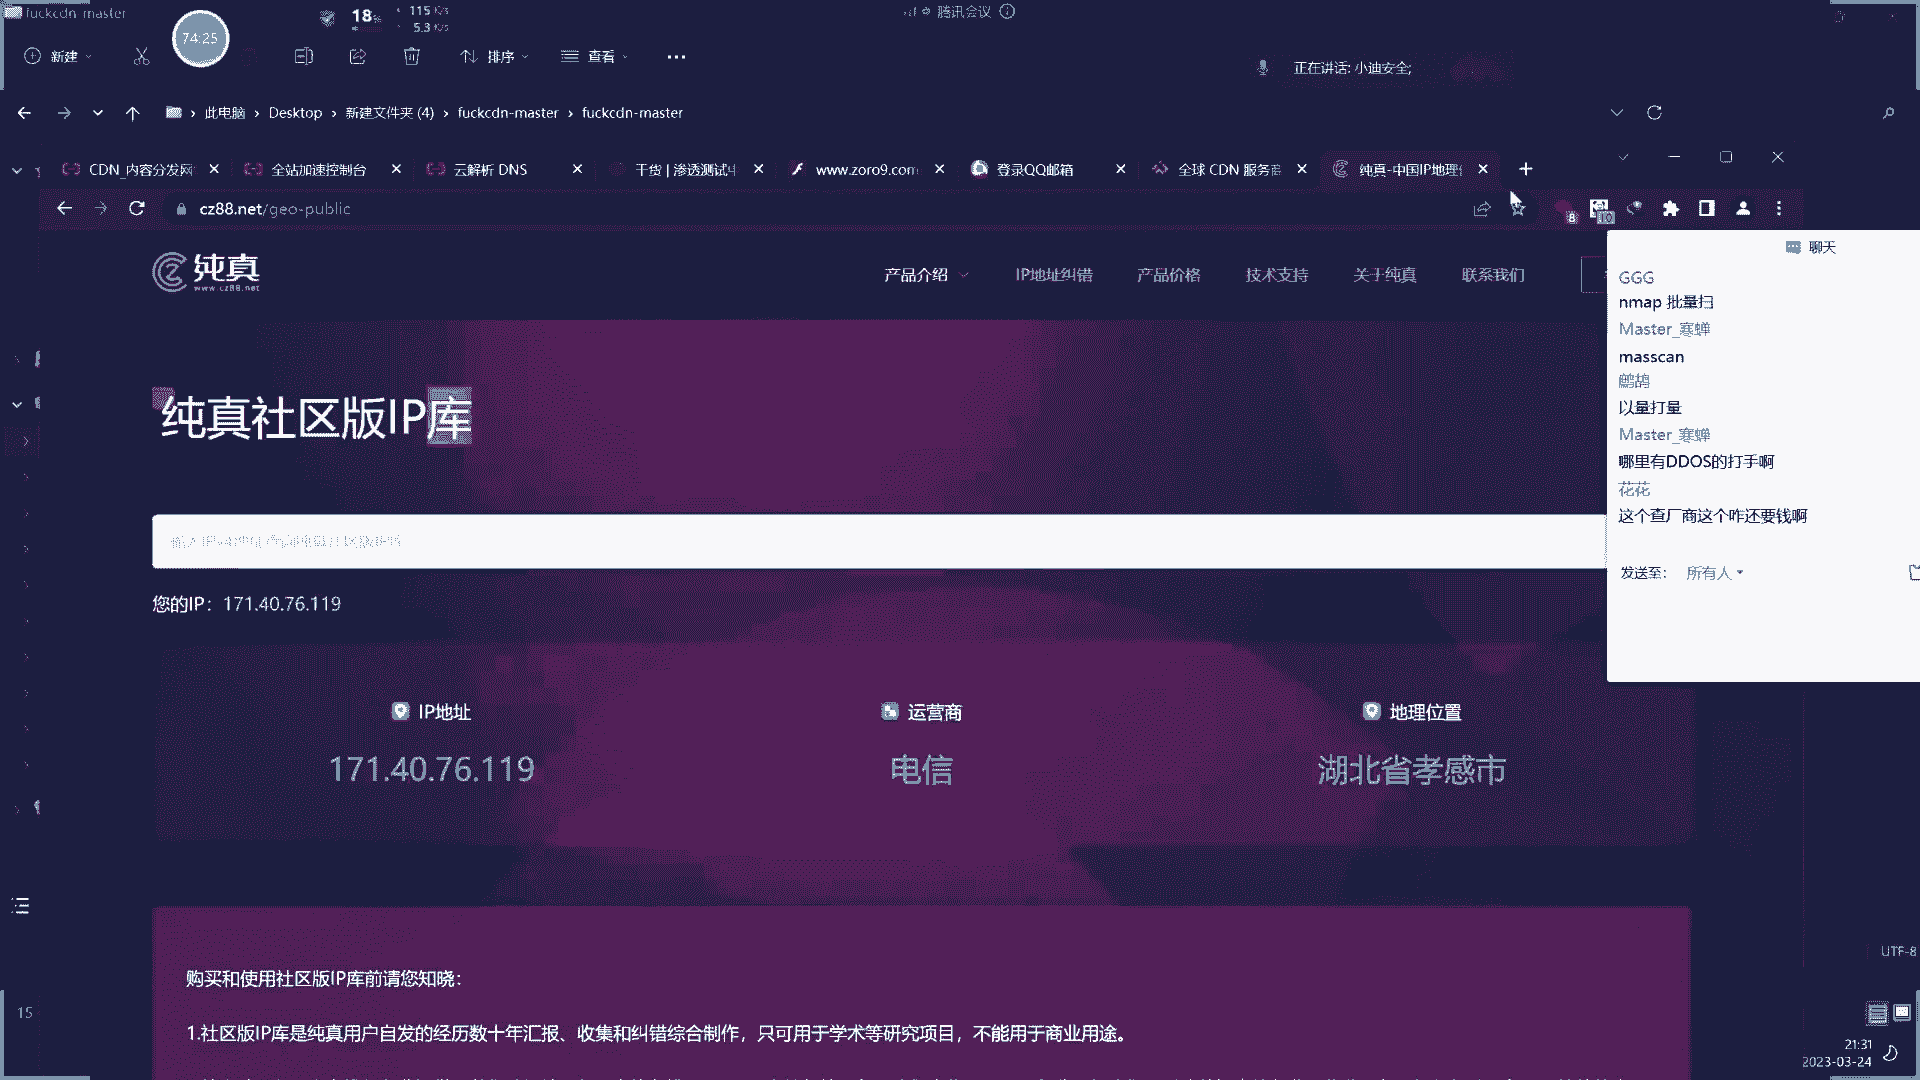 fuckcdn-master
74:25
18%
115 K/s
5.3 K/s
腾讯会议
新建
排序
查看
正在讲话: 小迪安全;
此电脑 > Desktop > 新建文件夹 (4) > fuckcdn-master > fuckcdn-master
CDN_内容分发网
全站加速控制台
云解析 DNS
干货 | 渗透测试
www.zoro9.com
登录QQ邮箱
全球 CDN 服务商
纯真-中国IP地理
cz88.net/geo-public
8
10
纯真
www.cz88.net
产品介绍
IP地址纠错
产品价格
技术支持
关于纯真
联系我们
聊天
GGG
nmap 批量扫
Master_寒蝉
masscan
鹧鸪
以量打量
Master_寒蝉
哪里有DDOS的打手啊
花花
这个查厂商这个咋还要钱啊
发送至: 所有人
纯真社区版IP库
您的IP: 171.40.76.119
IP地址
运营商
地理位置
171.40.76.119
电信
湖北省孝感市
购买和使用社区版IP库前请您知晓:
1.社区版IP库是纯真用户自发的经历数十年汇报、收集和纠错综合制作，只可用于学术等研究项目，不能用于商业用途。
UTF-8
15
21:31
2023-03-24